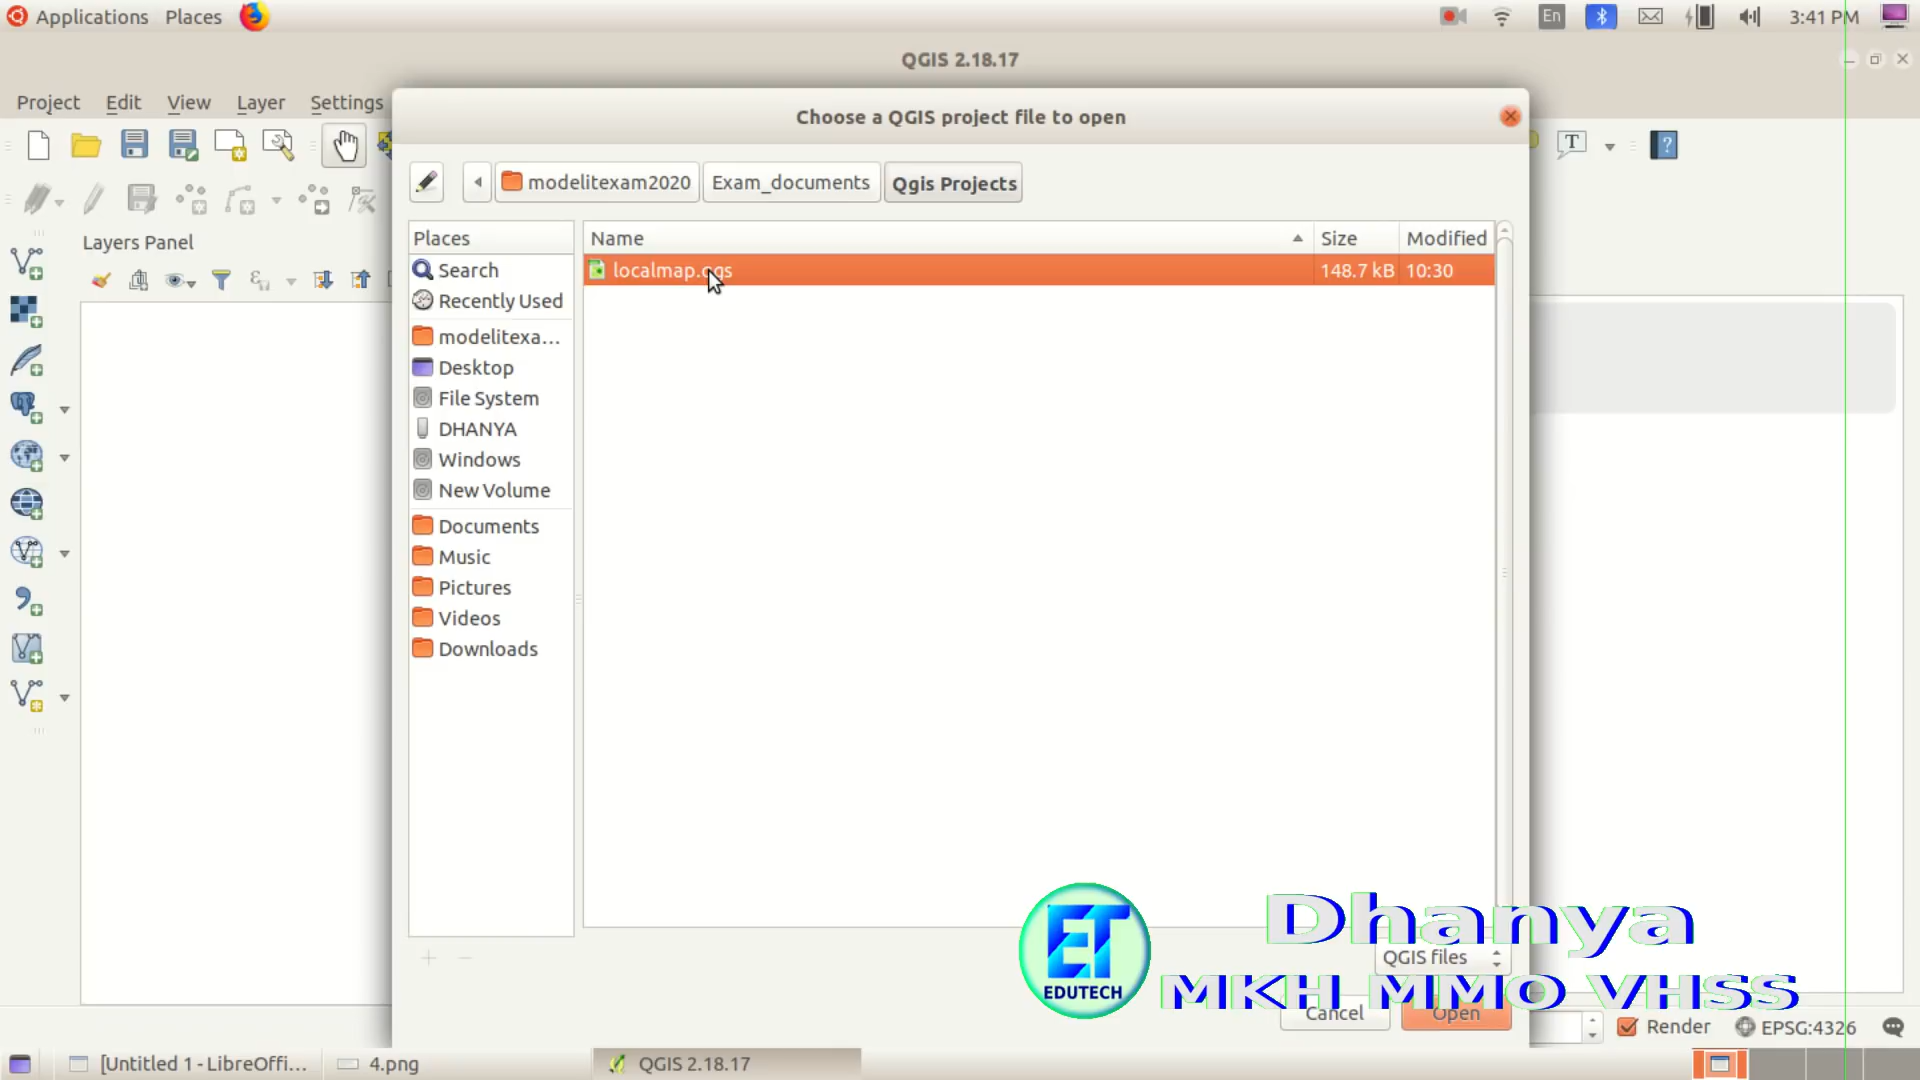 Applications Places En 3:41 PM
QGIS 2.18.17
Project Edit View Layer Settings
Choose a QGIS project file to open
modelitexam2020 Exam_documents Qgis Projects
Layers Panel
Places Name Size Modified
Search localmap.qgs 148.7 kB 10:30
Recently Used
modelitexa...
Desktop
File System
DHANYA
Windows
New Volume
Documents
Music
Pictures
Videos
Downloads
Dhanya
QGIS files
ET
EDUTECH
MKH MMO VHSS
Cancel Open
Render EPSG:4326
[Untitled 1 - LibreOffi... 4.png QGIS 2.18.17